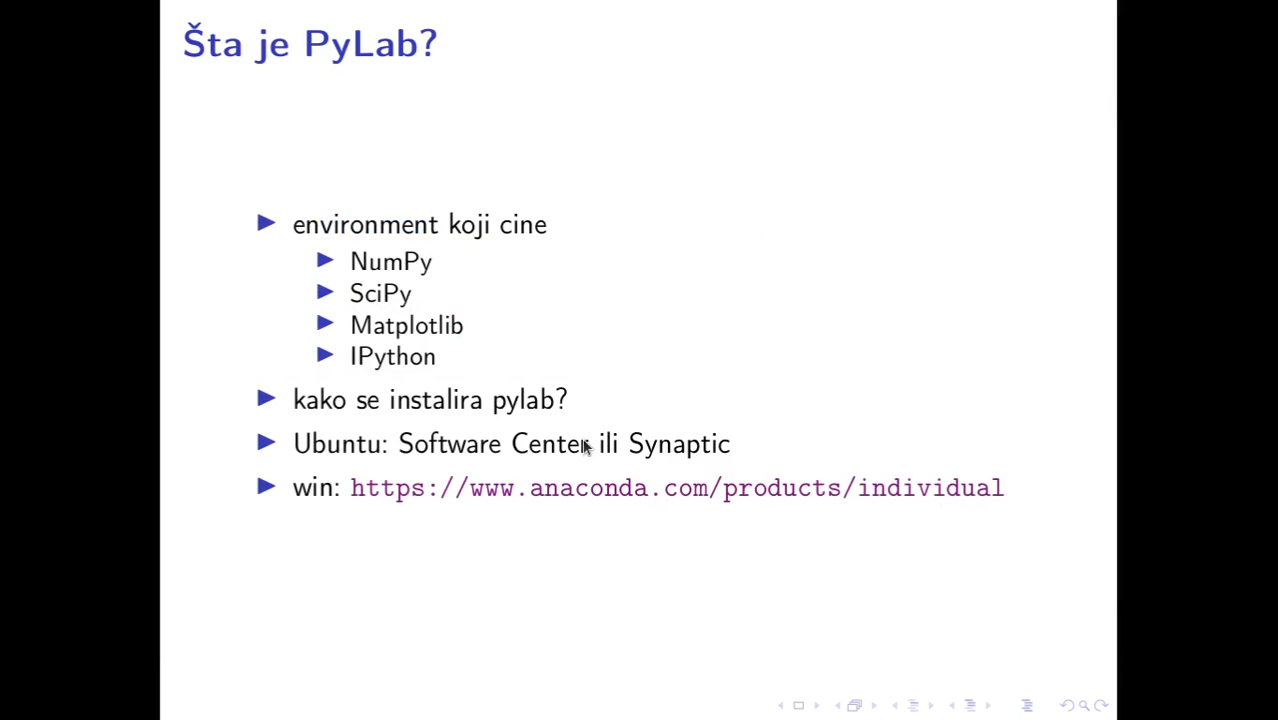 Šta je PyLab?
environment koji cine
NumPy
SciPy
Matplotlib
IPython
kako se instalira pylab?
Ubuntu: Software Center ili Synaptic
win: https://www.anaconda.com/products/individual